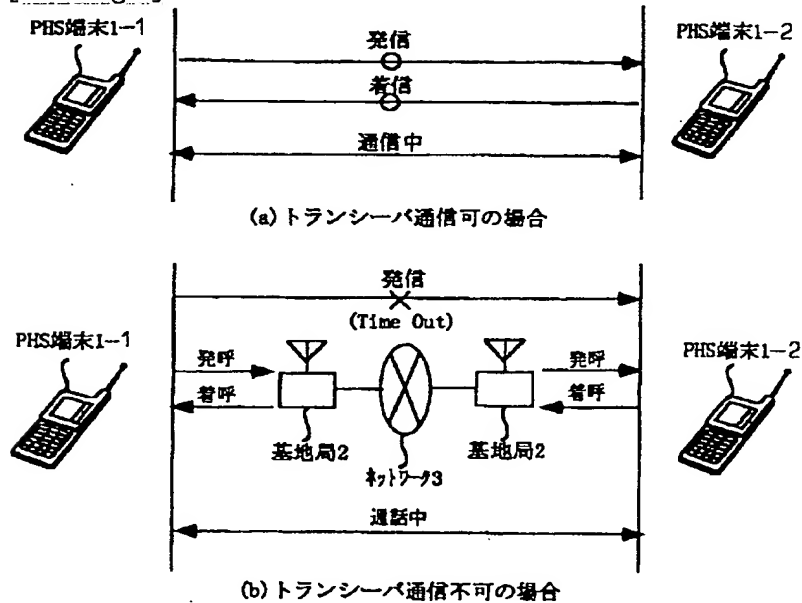 PHS端末1-1
PHS端末1-2
発信
着信
通信中
(a)トランシーバ通信可の場合
発信
(Time Out)
PHS端末1-1
PHS端末1-2
発呼
発呼
着呼
着呼
基地局2
基地局2
ネットワーク3
通話中
(b)トランシーバ通信不可の場合